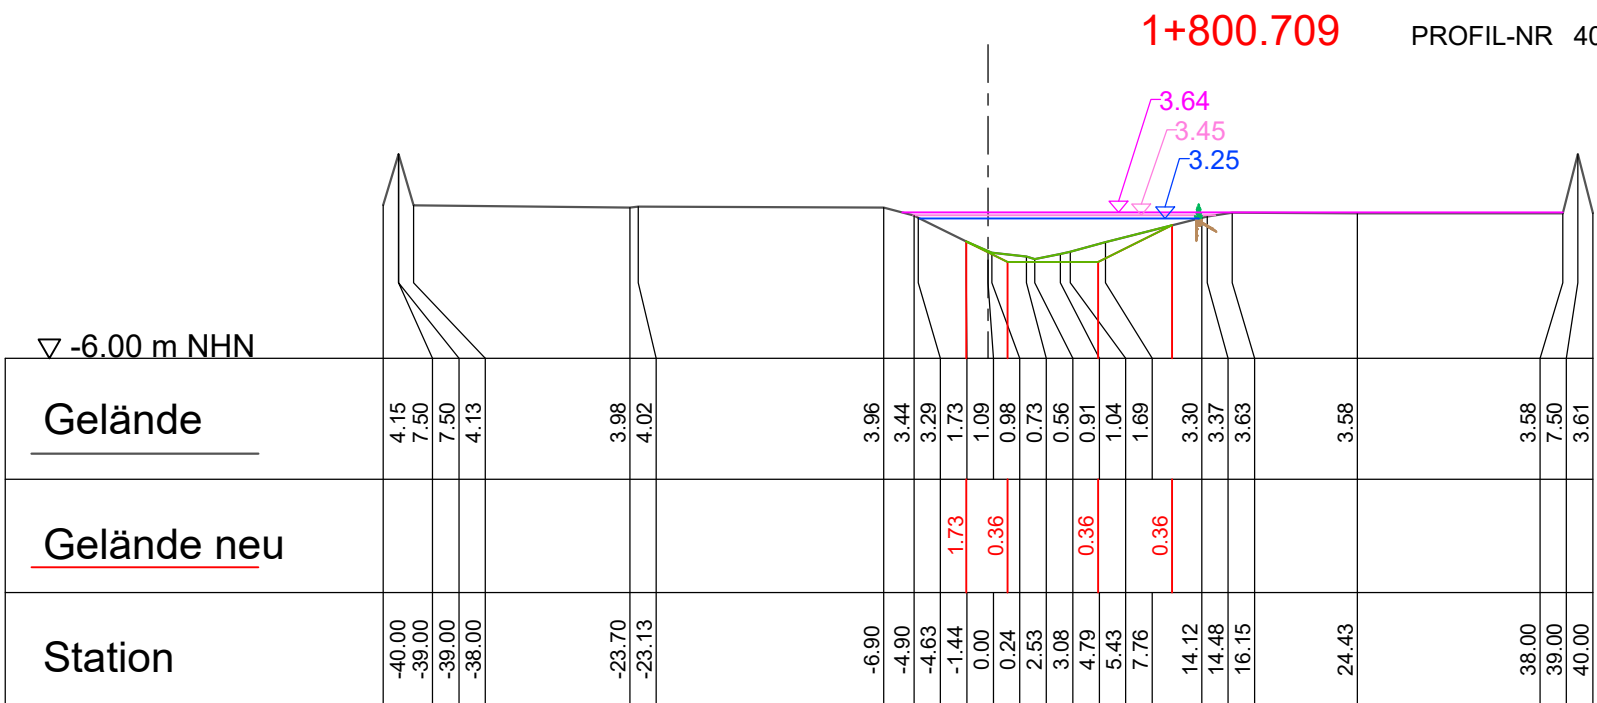 1+800.709 PROFIL-NR 40
3.64
3.45
3.25
-6.00 m NHN
Gelände 4.15 7.50 7.50 4.13 3.98 4.02 3.96 3.44 3.29 1.73 1.09 0.98 0.73 0.56 0.91 1.04 1.69 3.30 3.37 3.63 3.58 3.58 7.50 3.61
Gelände neu 1.73 0.36 0.36 0.36
Station -40.00 -39.00 -39.00 -38.00 -23.70 -23.13 -6.90 -4.90 -4.63 -1.44 0.00 0.24 2.53 3.08 4.79 5.43 7.76 14.12 14.48 16.15 24.43 38.00 39.00 40.00